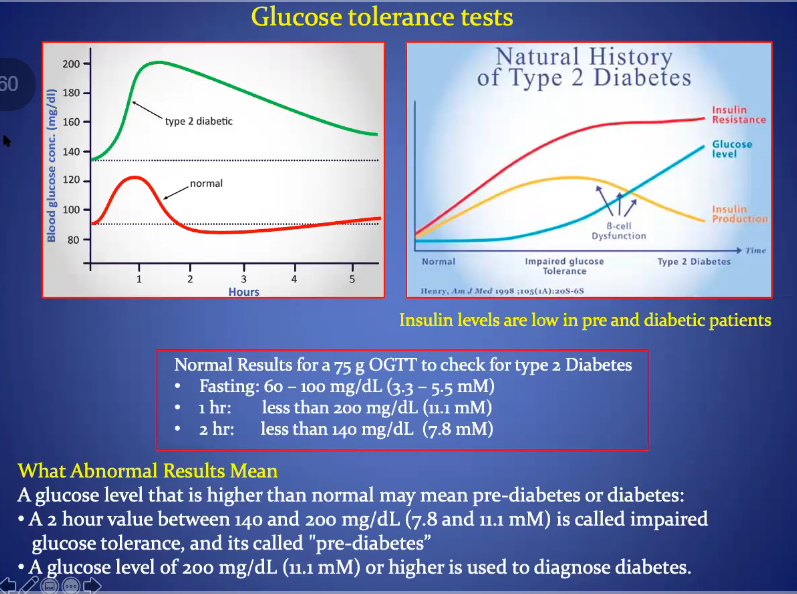 Glucose tolerance tests
60
Blood glucose conc. (mg/dl)
200
180
160
140
120
100
80
type 2 diabetic
normal
1
2
3
4
5
Hours
Natural History
of Type 2 Diabetes
Insulin
Resistance
Glucose
level
Insulin
Production
β-cell
Dysfunction
Time
Normal
Impaired glucose
Tolerance
Type 2 Diabetes
Henry, Am J Med 1998 ;105(1A):20S-6S
Insulin levels are low in pre and diabetic patients
Normal Results for a 75 g OGTT to check for type 2 Diabetes
• Fasting: 60 – 100 mg/dL (3.3 – 5.5 mM)
• 1 hr: less than 200 mg/dL (11.1 mM)
• 2 hr: less than 140 mg/dL (7.8 mM)
What Abnormal Results Mean
A glucose level that is higher than normal may mean pre-diabetes or diabetes:
• A 2 hour value between 140 and 200 mg/dL (7.8 and 11.1 mM) is called impaired
glucose tolerance, and its called "pre-diabetes”
• A glucose level of 200 mg/dL (11.1 mM) or higher is used to diagnose diabetes.